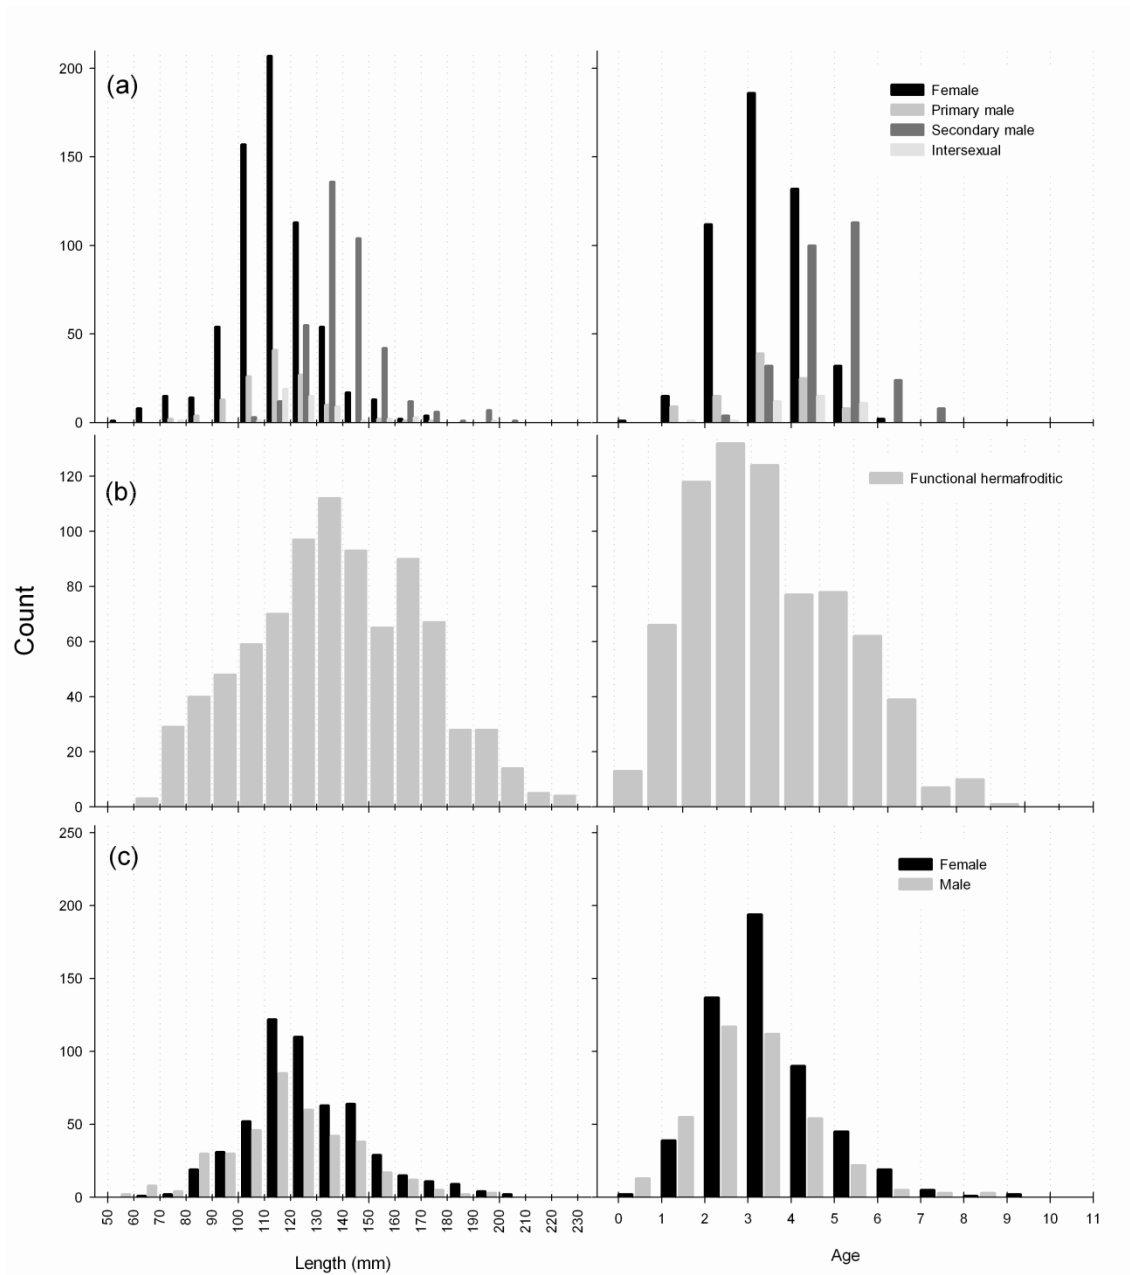 (a)
200
150
100
50
0
Female
Primary male
Secondary male
Intersexual
(b)
120
100
80
60
40
20
0
Functional hermafroditic
Count
(c)
250
200
150
100
50
0
Female
Male
50 60 70 80 90 100 110 120 130 140 150 160 170 180 190 200 210 220 230
0 1 2 3 4 5 6 7 8 9 10 11
Length (mm)
Age